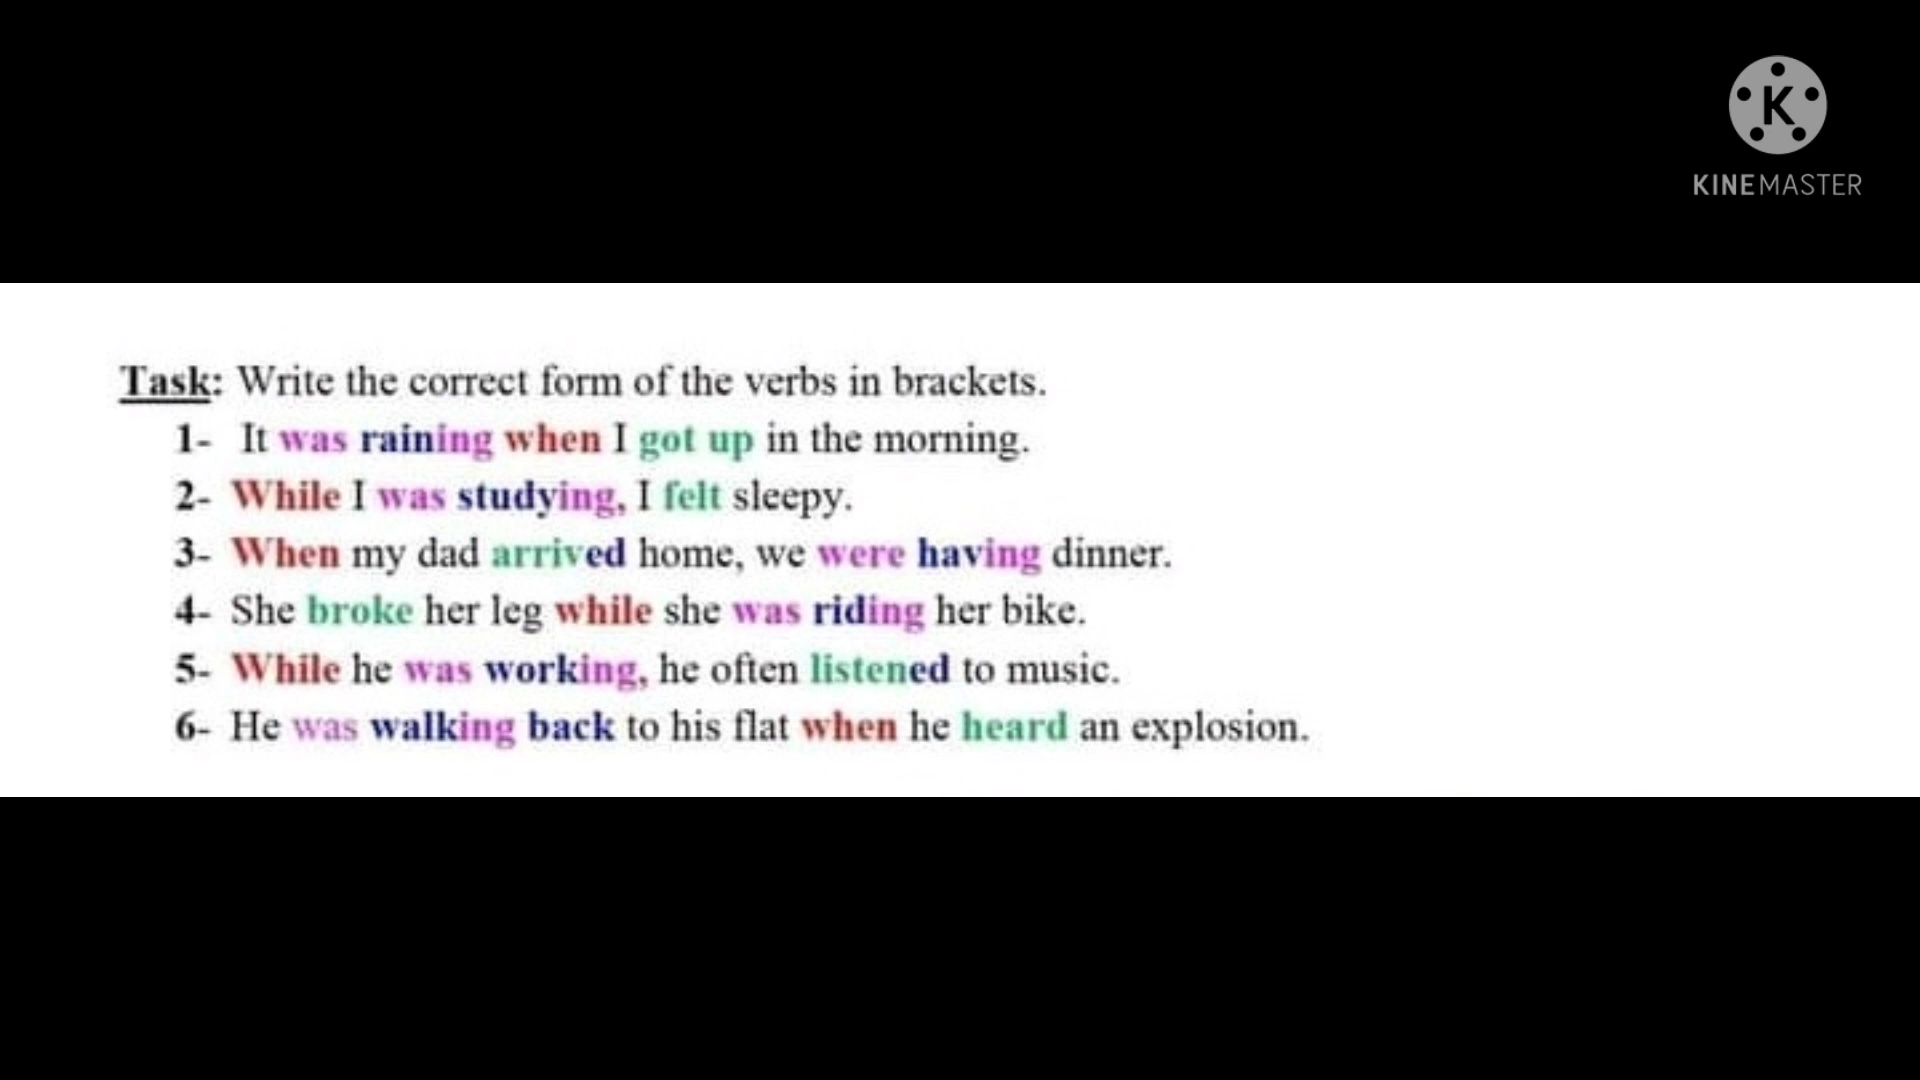 K
KINEMASTER
Task: Write the correct form of the verbs in brackets.
1- It was raining when I got up in the morning.
2- While I was studying, I felt sleepy.
3- When my dad arrived home, we were having dinner.
4- She broke her leg while she was riding her bike.
5- While he was working, he often listened to music.
6- He was walking back to his flat when he heard an explosion.